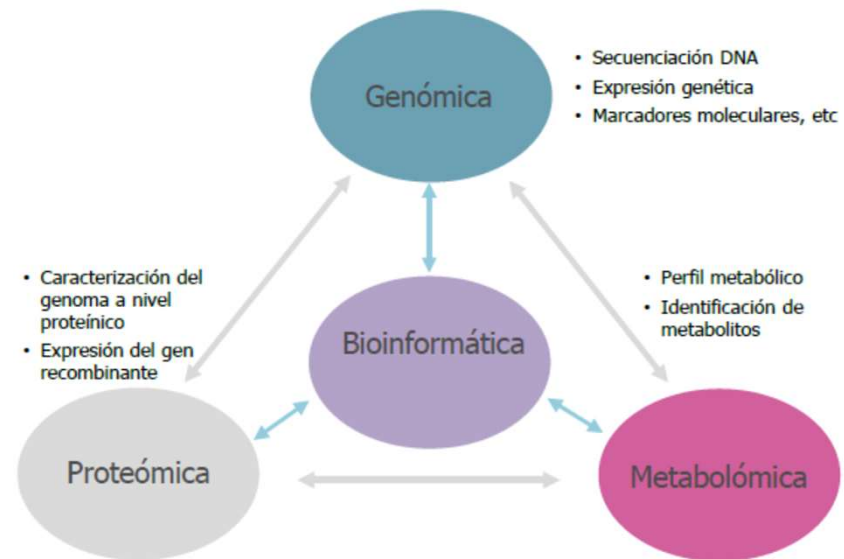 Genómica
• Secuenciación DNA
• Expresión genética
• Marcadores moleculares, etc
• Caracterización del
genoma a nivel
proteínico
• Expresión del gen
recombinante
• Perfil metabólico
• Identificación de
metabolitos
Bioinformática
Proteómica
Metabolómica